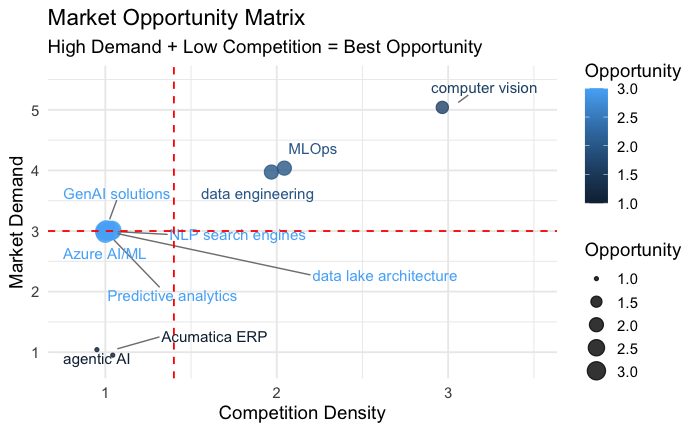 Market Opportunity Matrix
High Demand + Low Competition = Best Opportunity
Market Demand
5
4
3
2
1
computer vision
MLOps
data engineering
GenAI solutions
NLP search engines
Azure AI/ML
data lake architecture
Predictive analytics
Acumatica ERP
agentic AI
1
2
3
Competition Density
Opportunity
3.0
2.5
2.0
1.5
1.0
Opportunity
1.0
1.5
2.0
2.5
3.0